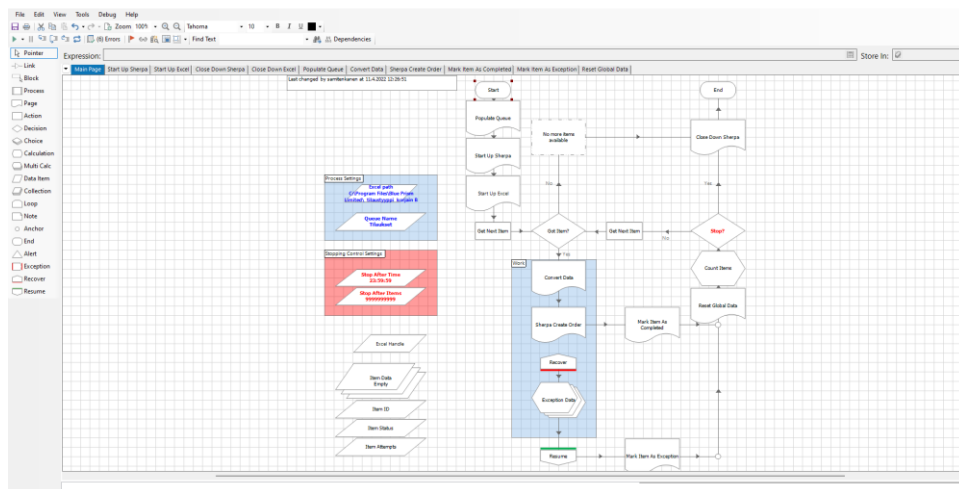 File Edit View Tools Debug Help
Zoom 100% Tahoma 10 B I U
(0) Errors Find Text Dependencies
Pointer
Link
Block
Process
Page
Action
Decision
Choice
Calculation
Multi Calc
Data Item
Collection
Loop
Note
Anchor
End
Alert
Exception
Recover
Resume
Expression: Store In:
Main Page Start Up Sherpa Start Up Excel Close Down Sherpa Close Down Excel Populate Queue Convert Data Sherpa Create Order Mark Item As Completed Mark Item As Exception Reset Global Data
Start
End
Populate Queue
No more items
available
Close Down Sherpa
Start Up Sherpa
Process Settings
Excel path
C:\Program Files\Blue Prism
Start Up Excel
No
Yes
Queue Name
Tilaukset
Get Next Item
Got Item?
Get Next Item
No
Stop?
Stopping Control Settings
Yes
Work
Stop After Time
23:59:59
Stop After Items
9999999999
Convert Data
Count Items
Reset Global Data
Sherpa Create Order
Mark Item As
Completed
Excel Handle
Recover
Item Data
Empty
Exception Data
Item ID
Item Status
Item Attempts
Resume
Mark Item As Exception